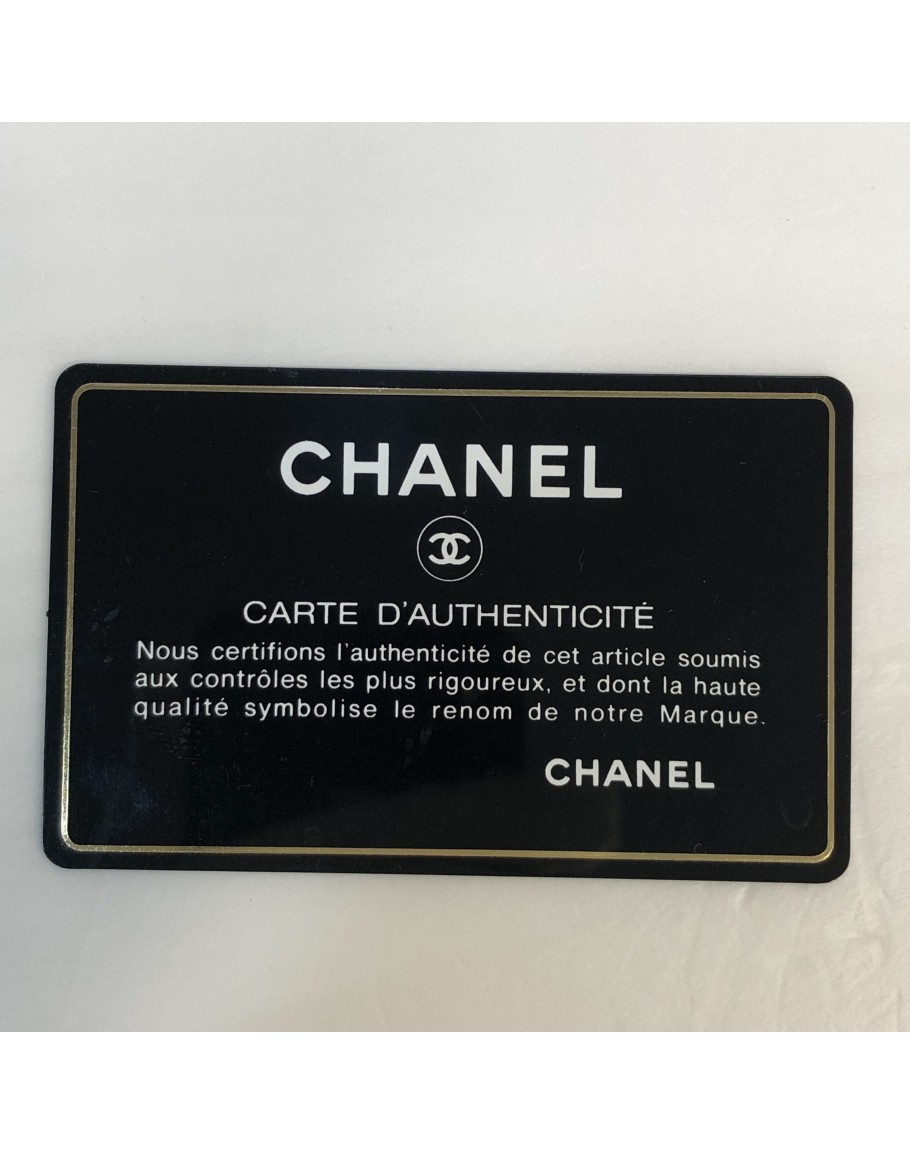 CHANEL
CARTE D'AUTHENTICITÉ
Nous certifions l'authenticité de cet article soumis
aux contrôles les plus rigoureux, et dont la haute
qualité symbolise le renom de notre Marque.
CHANEL